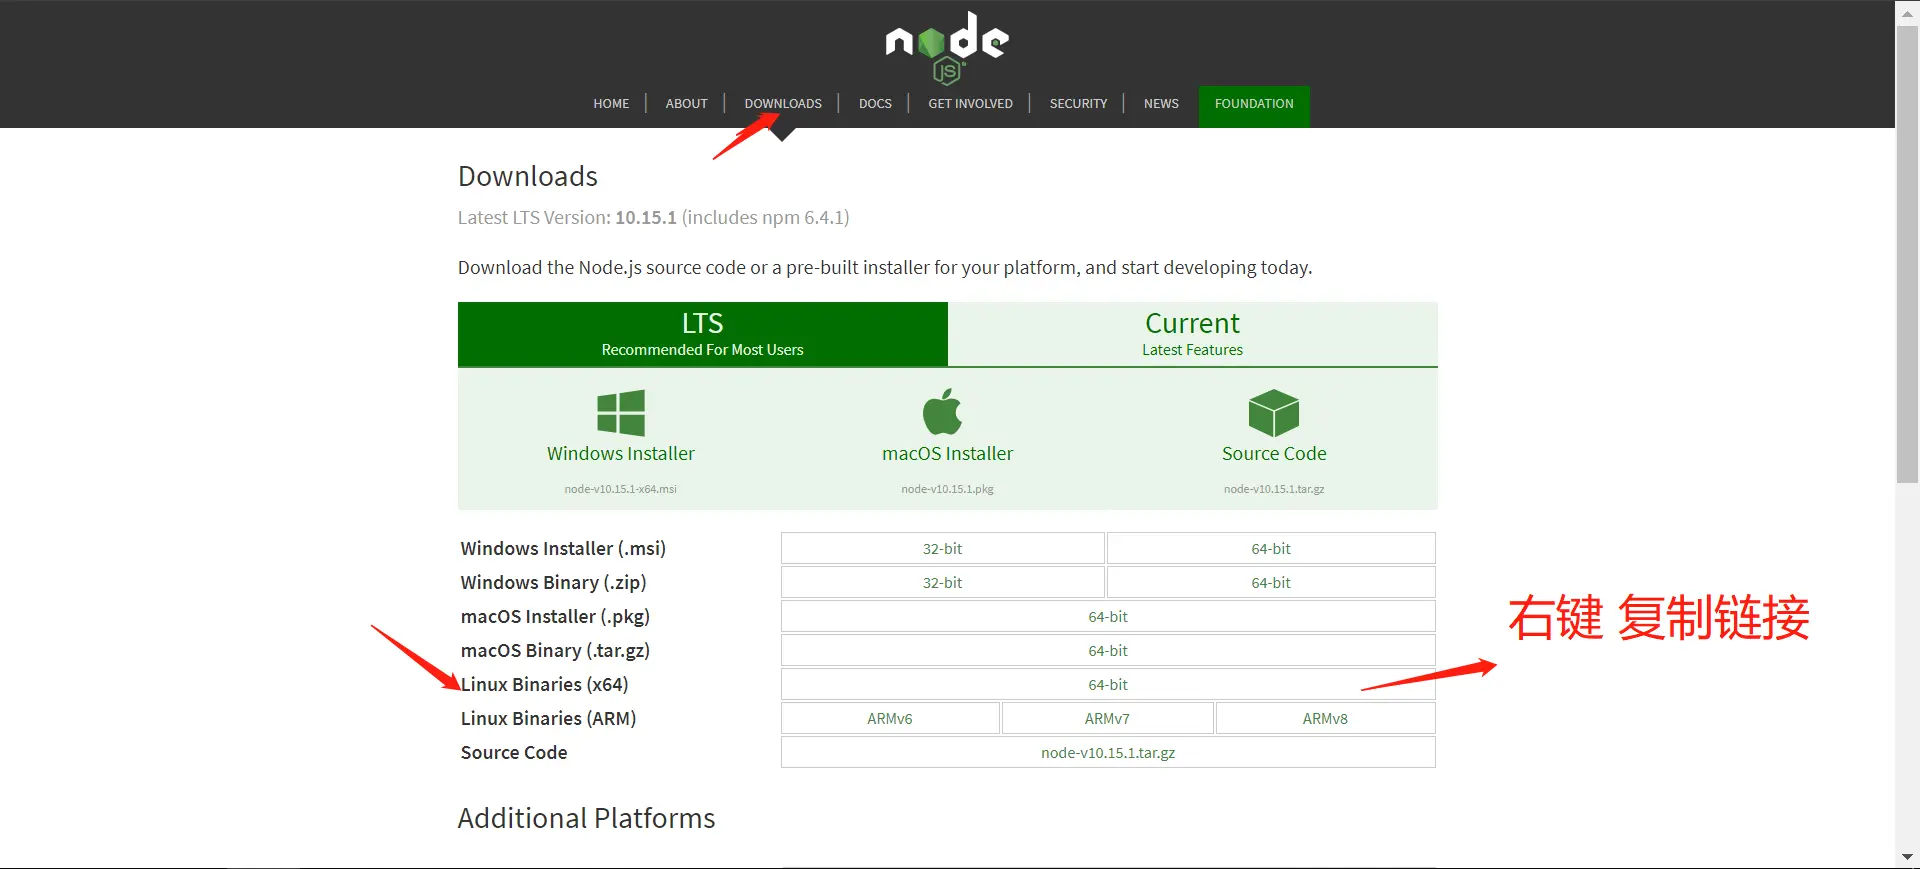 node
JS
HOME ABOUT DOWNLOADS DOCS GET INVOLVED SECURITY NEWS FOUNDATION
Downloads
Latest LTS Version: 10.15.1 (includes npm 6.4.1)
Download the Node.js source code or a pre-built installer for your platform, and start developing today.
LTS
Recommended For Most Users
Current
Latest Features
Windows Installer
node-v10.15.1-x64.msi
macOS Installer
node-v10.15.1.pkg
Source Code
node-v10.15.1.tar.gz
Windows Installer (.msi) 32-bit 64-bit
Windows Binary (.zip) 32-bit 64-bit
macOS Installer (.pkg) 64-bit
macOS Binary (.tar.gz) 64-bit
Linux Binaries (x64) 64-bit
Linux Binaries (ARM) ARMv6 ARMv7 ARMv8
Source Code node-v10.15.1.tar.gz
右键 复制链接
Additional Platforms